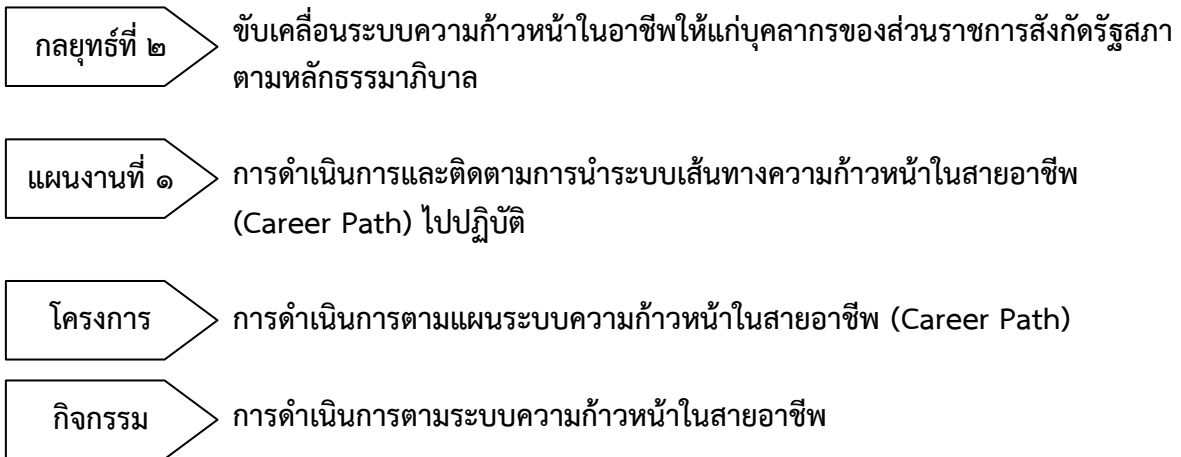 กลยุทธ์ที่ ๒ ขับเคลื่อนระบบความก้าวหน้าในอาชีพให้แก่บุคลากรของส่วนราชการสังกัดรัฐสภา
ตามหลักธรรมาภิบาล
แผนงานที่ ๑ การดำเนินการและติดตามการนำระบบเส้นทางความก้าวหน้าในสายอาชีพ
(Career Path) ไปปฏิบัติ
โครงการ การดำเนินการตามแผนระบบความก้าวหน้าในสายอาชีพ (Career Path)
กิจกรรม การดำเนินการตามระบบความก้าวหน้าในสายอาชีพ